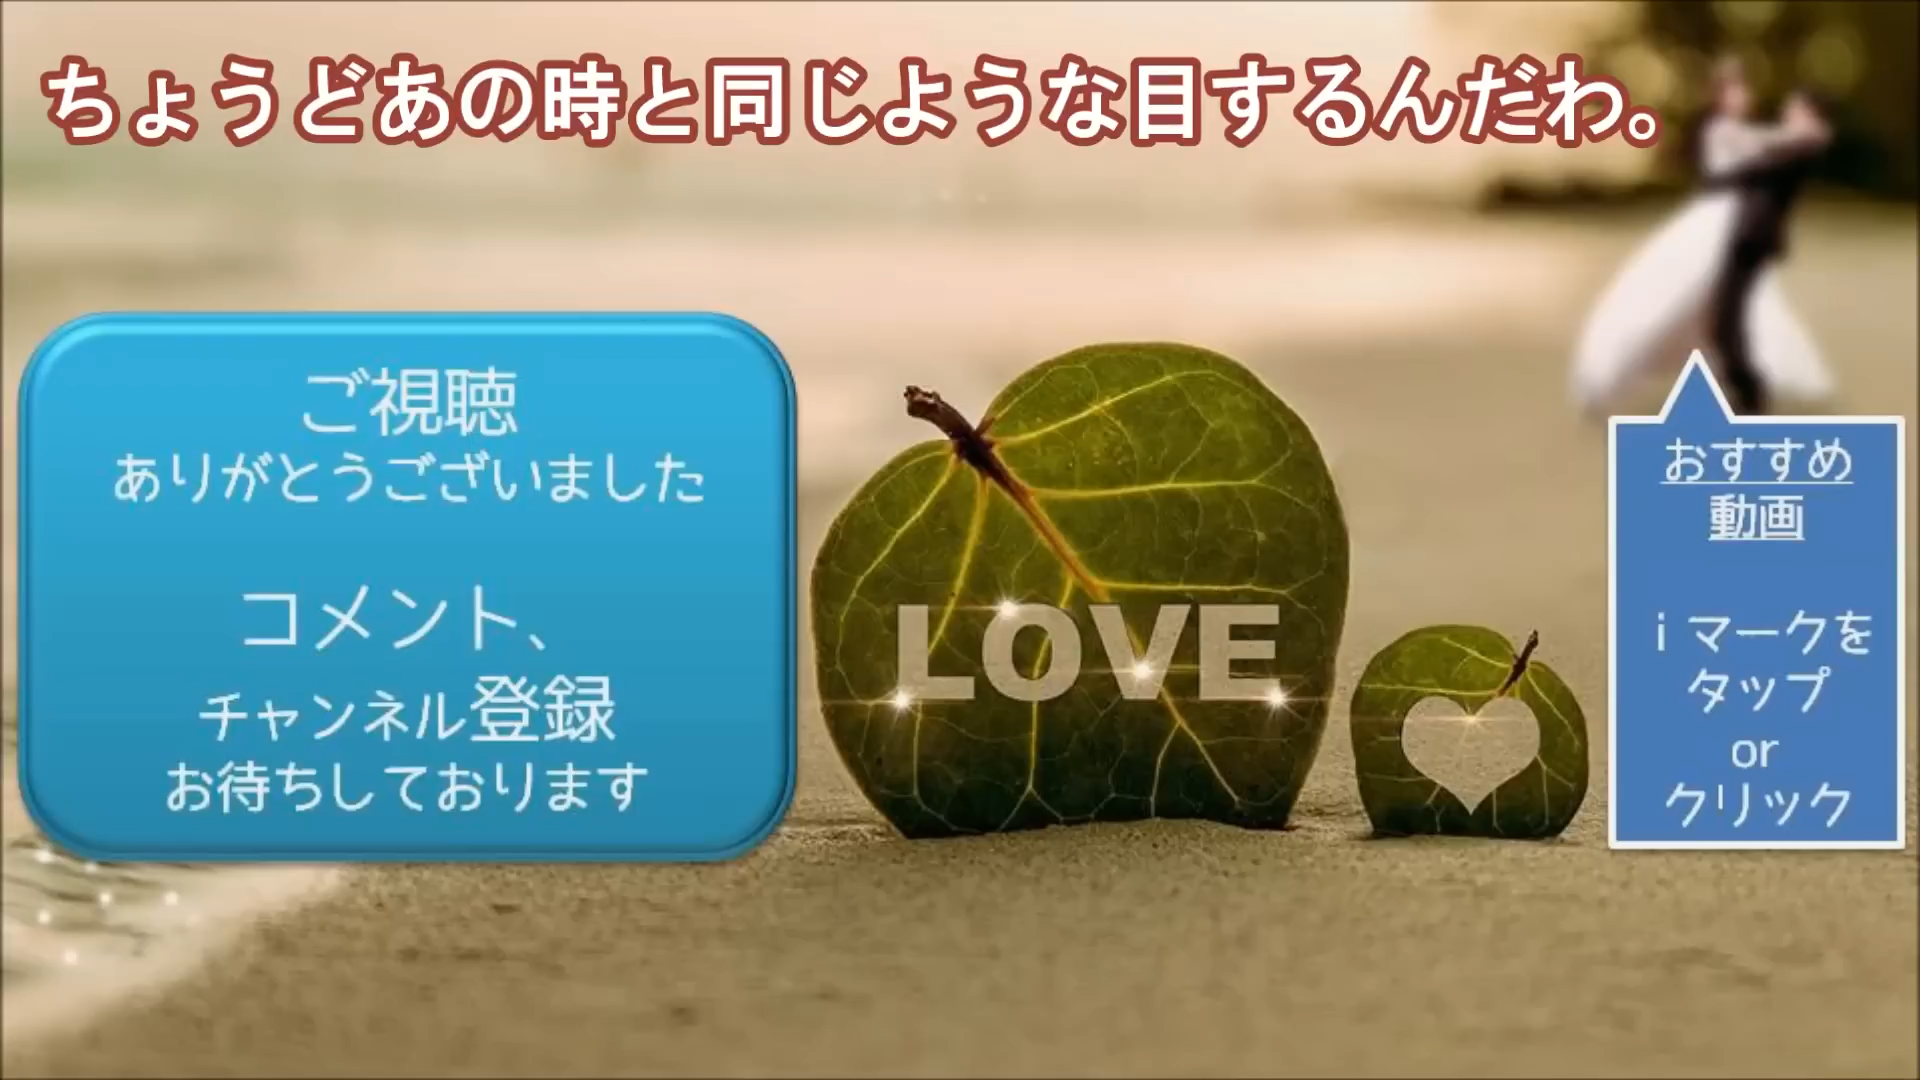 ちょうどあの時と同じような目するんだわ。
ご視聴
ありがとうございました
コメント、
チャンネル登録
お待ちしております
LOVE
おすすめ
動画
i マークを
タップ
or
クリック